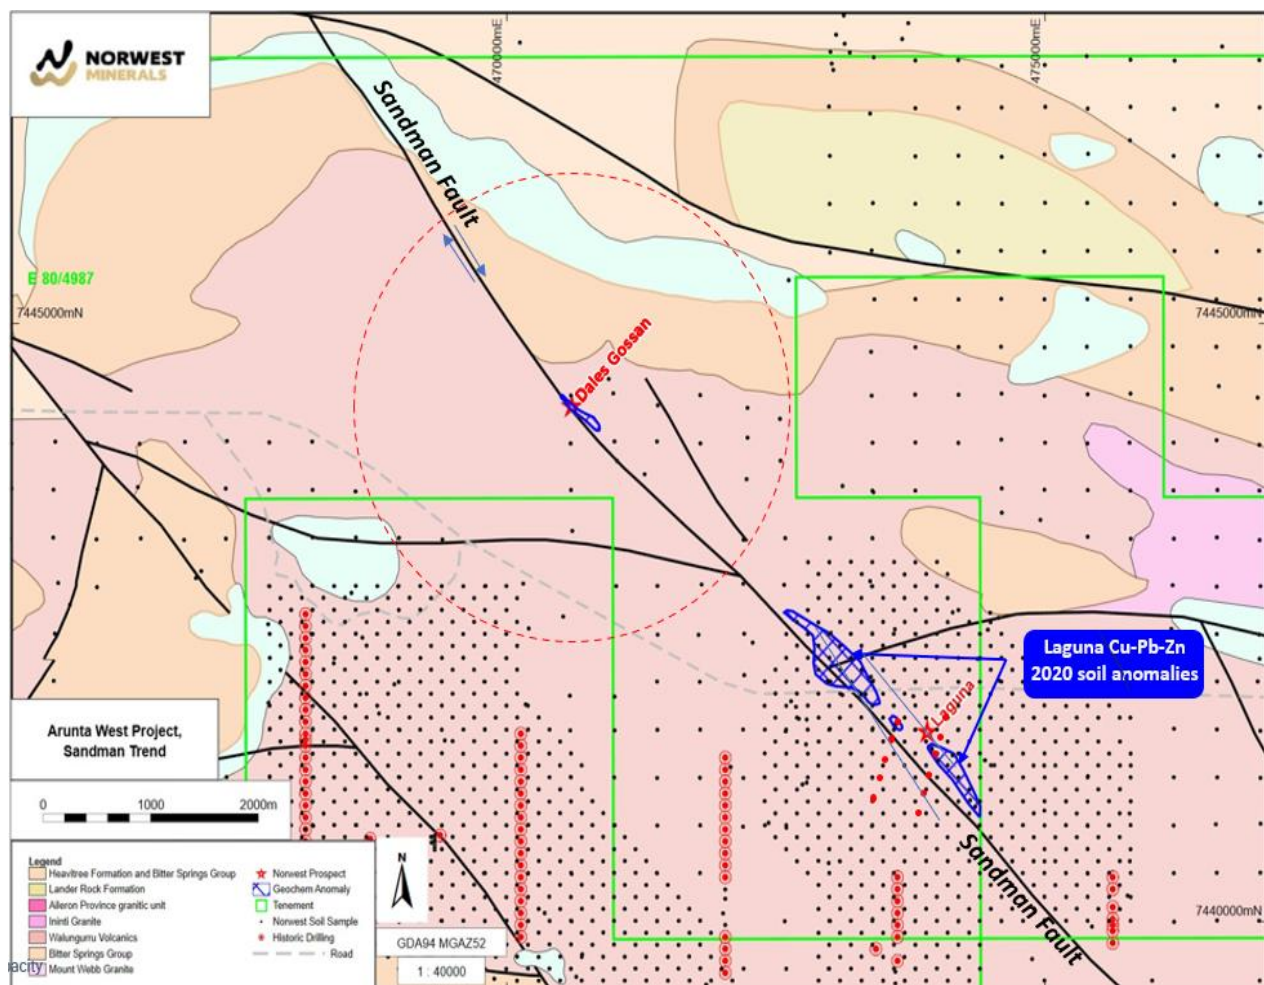 NORWEST
MINERALS
470000mE
475000mE
Sandman Fault
E 80/4987
7445000mN
7445000mN
Dales Gossan
Laguna Cu-Pb-Zn
2020 soil anomalies
Laguna
Arunta West Project,
Sandman Trend
0 1000 2000m
Sandman Fault
Legend
Heavitree Formation and Bitter Springs Group
Lander Rock Formation
Aileron Province granitic unit
Ininti Granite
Walungurru Volcanics
Bitter Springs Group
Mount Webb Granite
Norwest Prospect
Geochem Anomaly
Tenement
Norwest Soil Sample
Historic Drilling
Road
N
GDA94 MGAZ52
1 : 40000
7440000mN